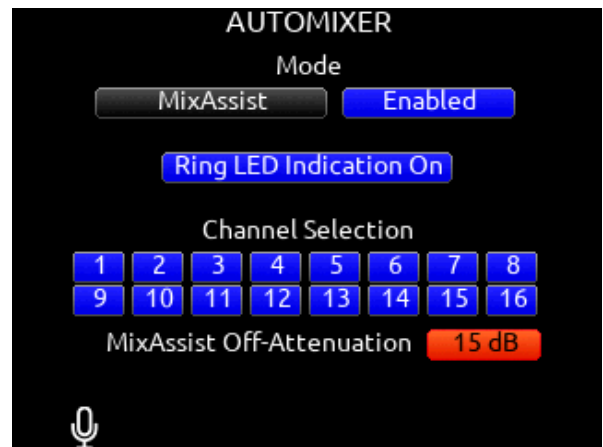 AUTOMIXER
Mode
MixAssist Enabled
Ring LED Indication On
Channel Selection
1 2 3 4 5 6 7 8
9 10 11 12 13 14 15 16
MixAssist Off-Attenuation 15 dB